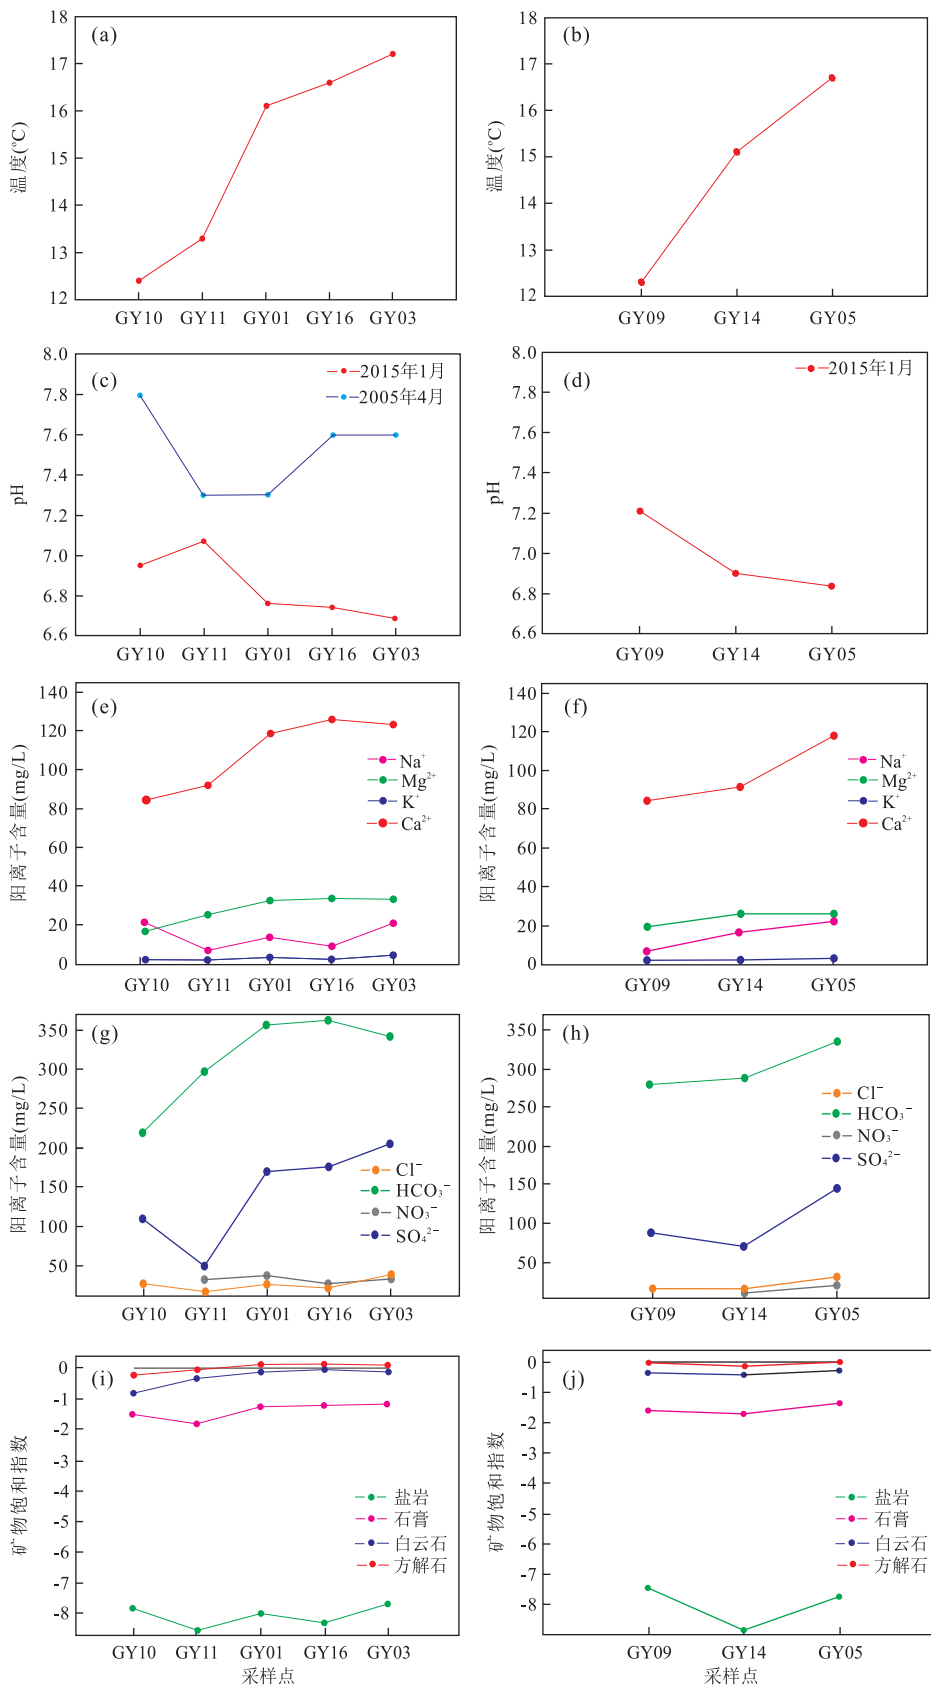 (a)
18
17
16
15
14
13
12
温度(°C)
GY10 GY11 GY01 GY16 GY03
(b)
18
17
16
15
14
13
12
温度(°C)
GY09 GY14 GY05
(c)
2015年1月
2005年4月
8.0
7.8
7.6
7.4
7.2
7.0
6.8
6.6
pH
GY10 GY11 GY01 GY16 GY03
(d)
2015年1月
8.0
7.8
7.6
7.4
7.2
7.0
6.8
6.6
pH
GY09 GY14 GY05
(e)
140
120
100
80
60
40
20
0
阳离子含量(mg/L)
Na⁺
Mg²⁺
K⁺
Ca²⁺
GY10 GY11 GY01 GY16 GY03
(f)
140
120
100
80
60
40
20
0
阳离子含量(mg/L)
Na⁺
Mg²⁺
K⁺
Ca²⁺
GY09 GY14 GY05
(g)
350
300
250
200
150
100
50
阳离子含量(mg/L)
Cl⁻
HCO₃⁻
NO₃⁻
SO₄²⁻
GY10 GY11 GY01 GY16 GY03
(h)
350
300
250
200
150
100
50
阳离子含量(mg/L)
Cl⁻
HCO₃⁻
NO₃⁻
SO₄²⁻
GY09 GY14 GY05
(i)
0
-1
-2
-3
-4
-5
-6
-7
-8
矿物饱和指数
盐岩
石膏
白云石
方解石
GY10 GY11 GY01 GY16 GY03
采样点
(j)
0
-1
-2
-3
-4
-5
-6
-7
-8
矿物饱和指数
盐岩
石膏
白云石
方解石
GY09 GY14 GY05
采样点